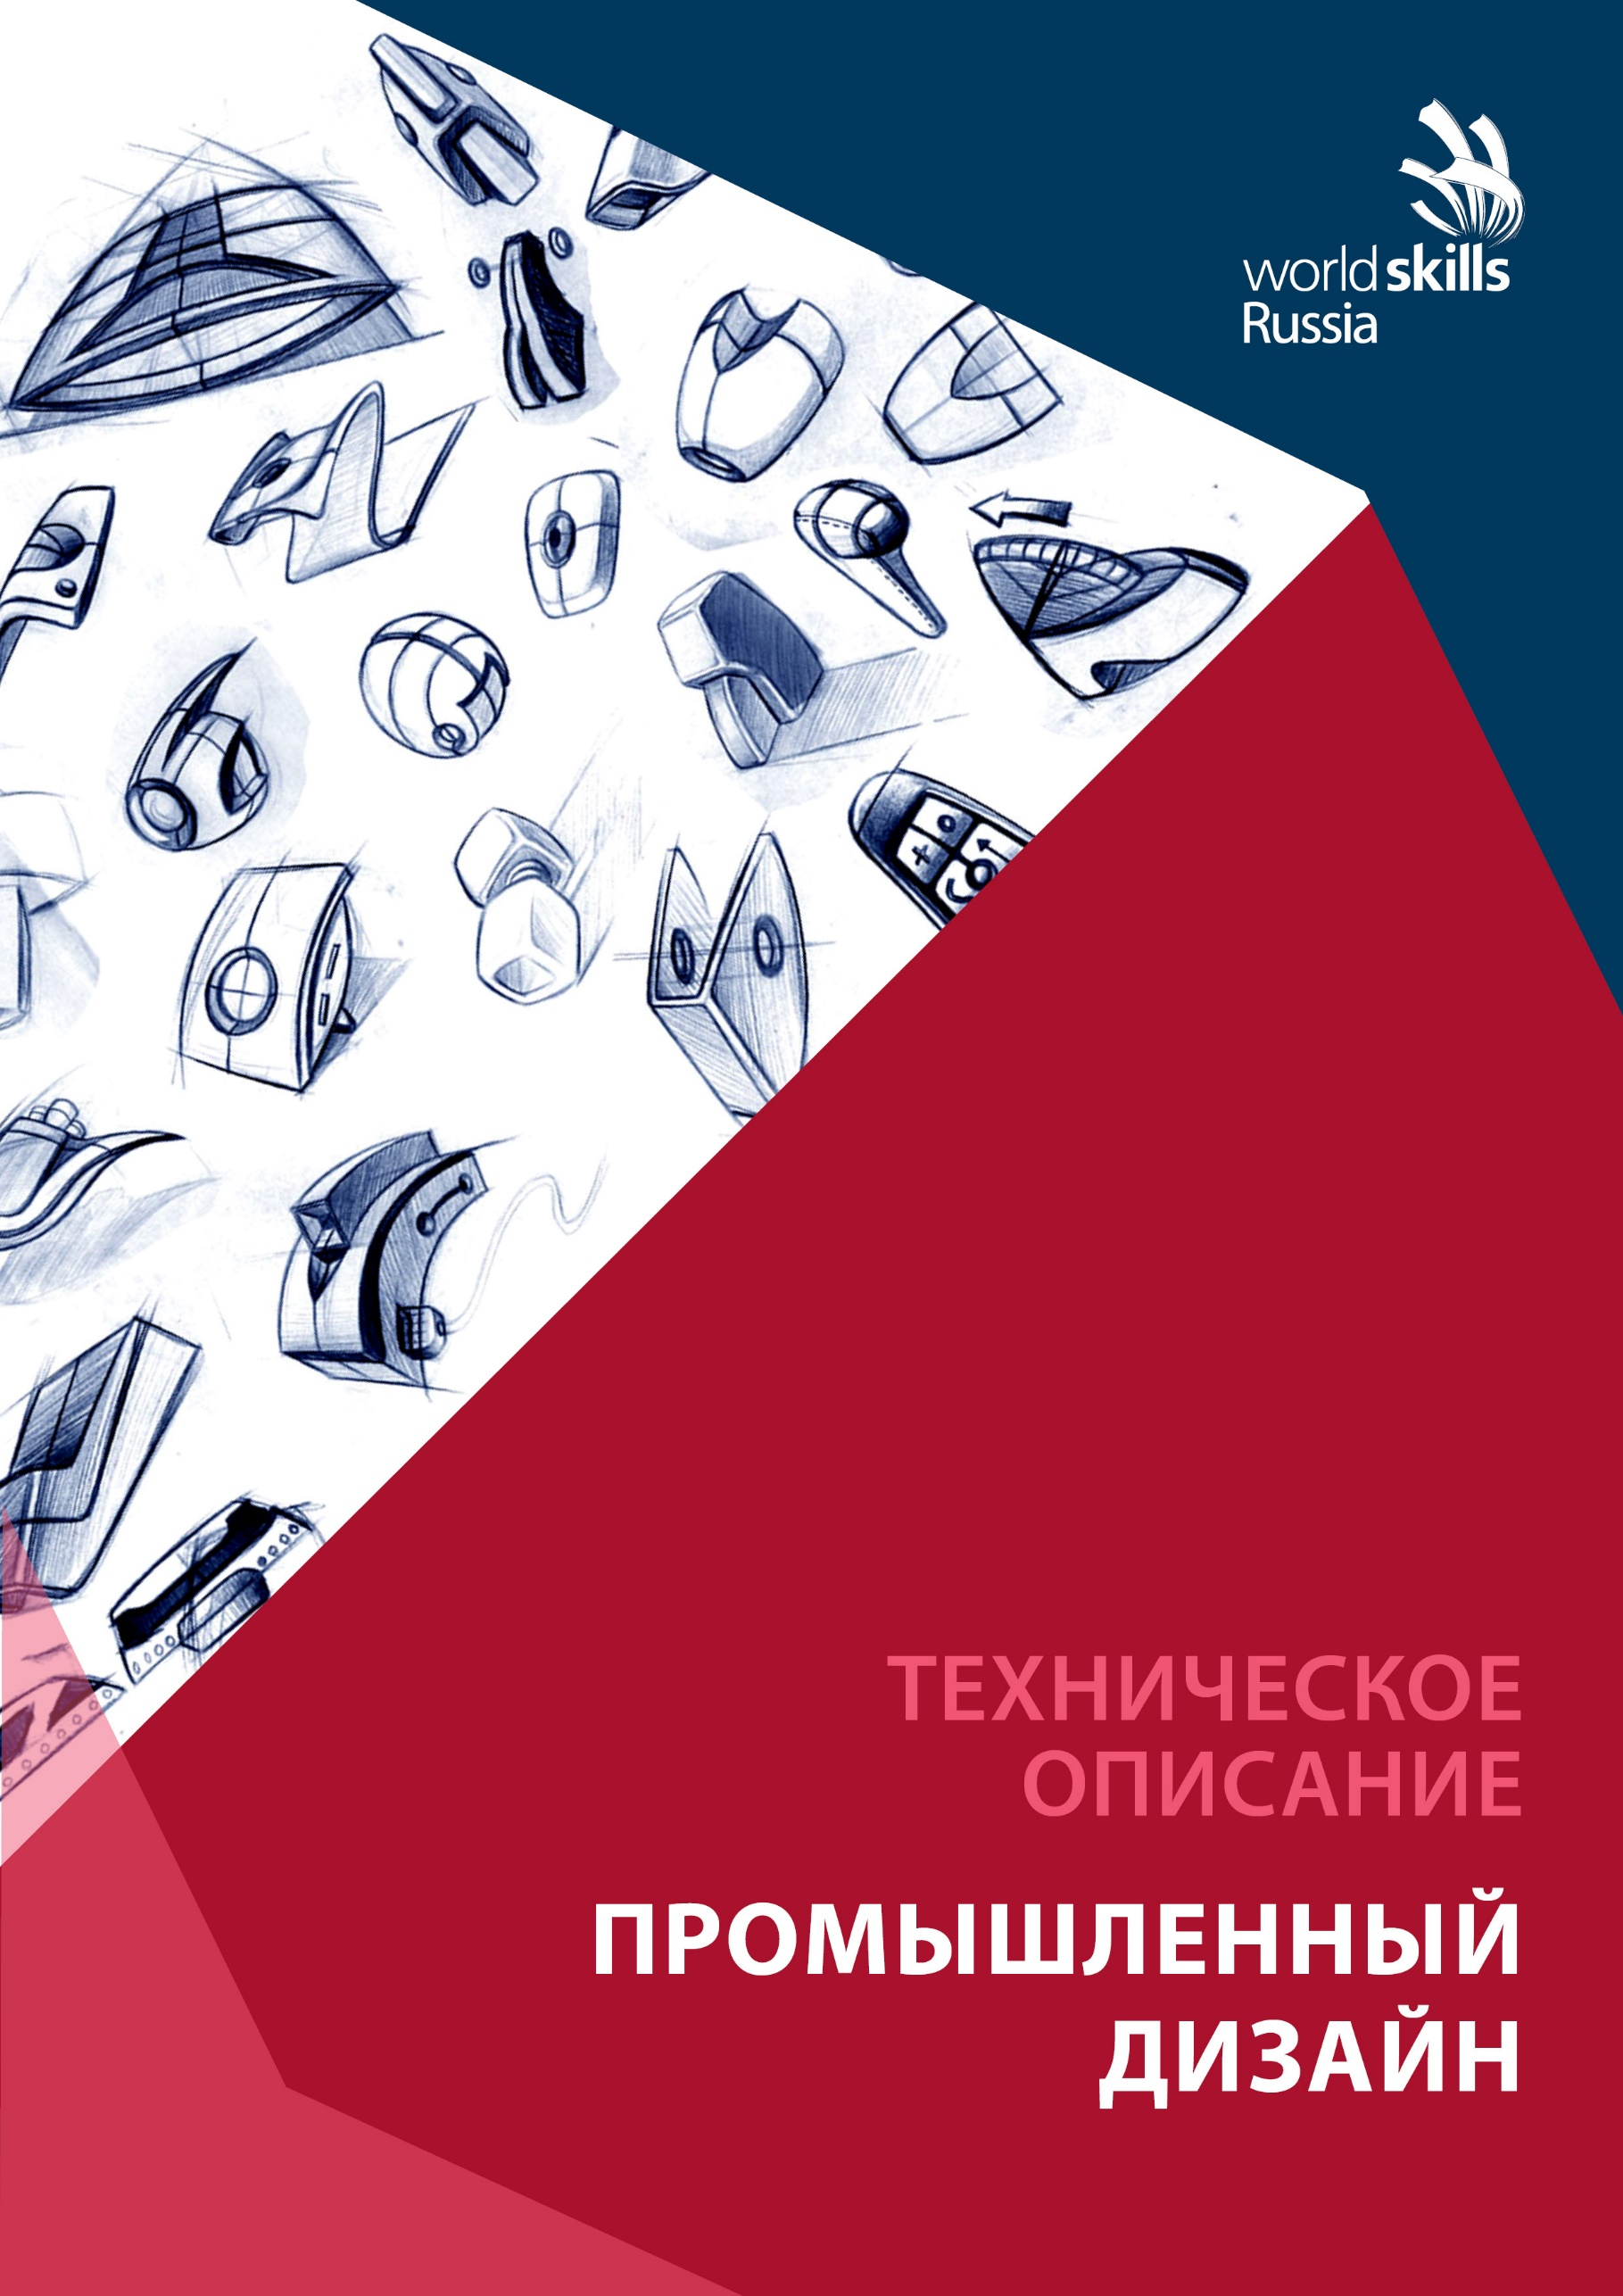 world skills
Russia
ТЕХНИЧЕСКОЕ
ОПИСАНИЕ
ПРОМЫШЛЕННЫЙ
ДИЗАЙН